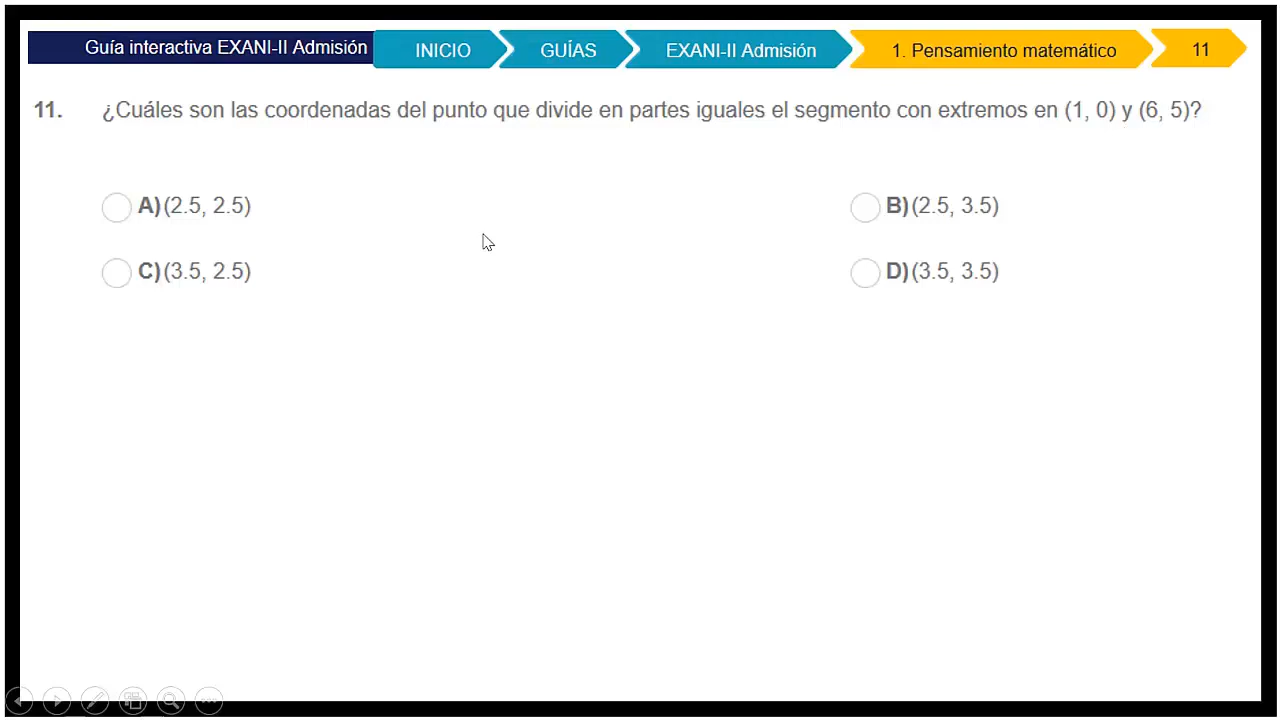 Guía interactiva EXANI-II Admisión INICIO GUÍAS EXANI-II Admisión 1. Pensamiento matemático 11
11. ¿Cuáles son las coordenadas del punto que divide en partes iguales el segmento con extremos en (1, 0) y (6, 5)?
A)(2.5, 2.5) B)(2.5, 3.5)
C)(3.5, 2.5) D)(3.5, 3.5)